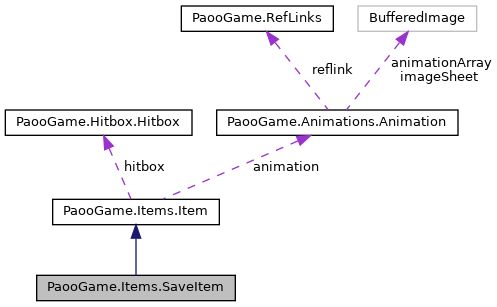 PaooGame.RefLinks
BufferedImage
reflink
animationArray
imageSheet
PaooGame.Hitbox.Hitbox
PaooGame.Animations.Animation
hitbox
animation
PaooGame.Items.Item
PaooGame.Items.SaveItem